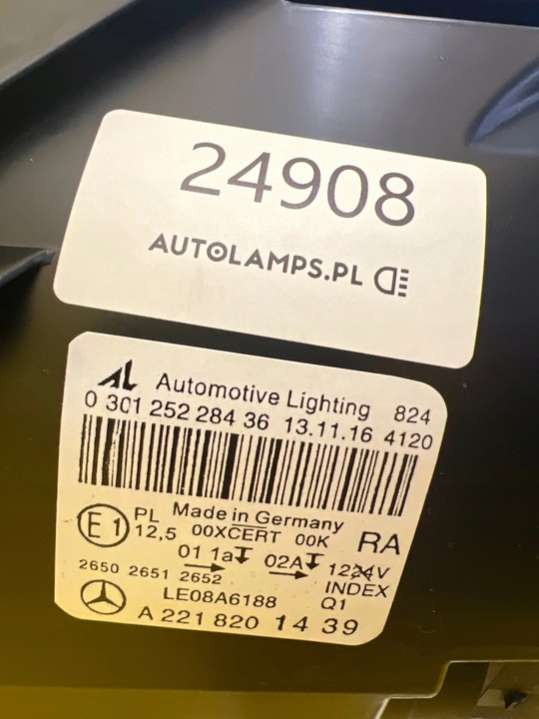 24908
AUTOLAMPS.PL
AL Automotive Lighting 824
0 301 252 284 36 13.11.16 4120
Made in Germany
E1 PL 12,5 00XCERT 00K RA
01 1a 02A 12V
2650 2651 2652 INDEX
LE08A6188 Q1
A 221 820 14 39